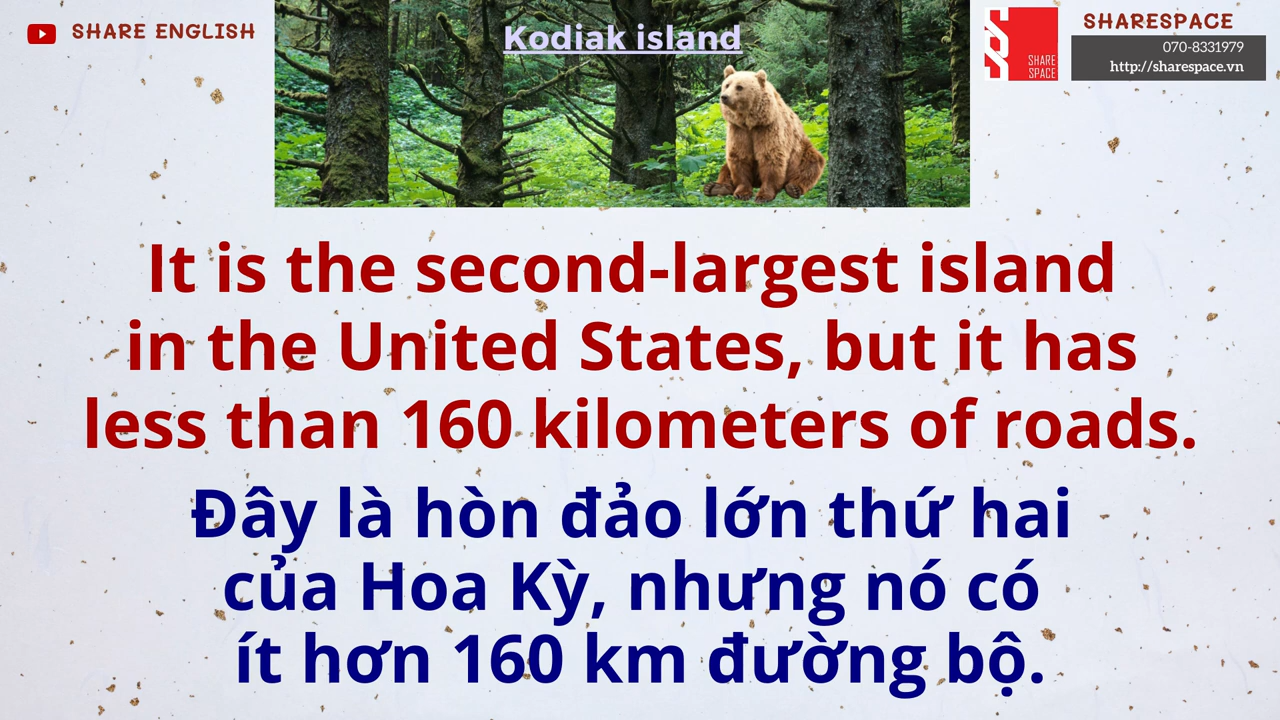 SHARE ENGLISH
Kodiak island
SHARE
SPACE
SHARESPACE
070-8331979
http://sharespace.vn
It is the second-largest island
in the United States, but it has
less than 160 kilometers of roads.
Đây là hòn đảo lớn thứ hai
của Hoa Kỳ, nhưng nó có
ít hơn 160 km đường bộ.